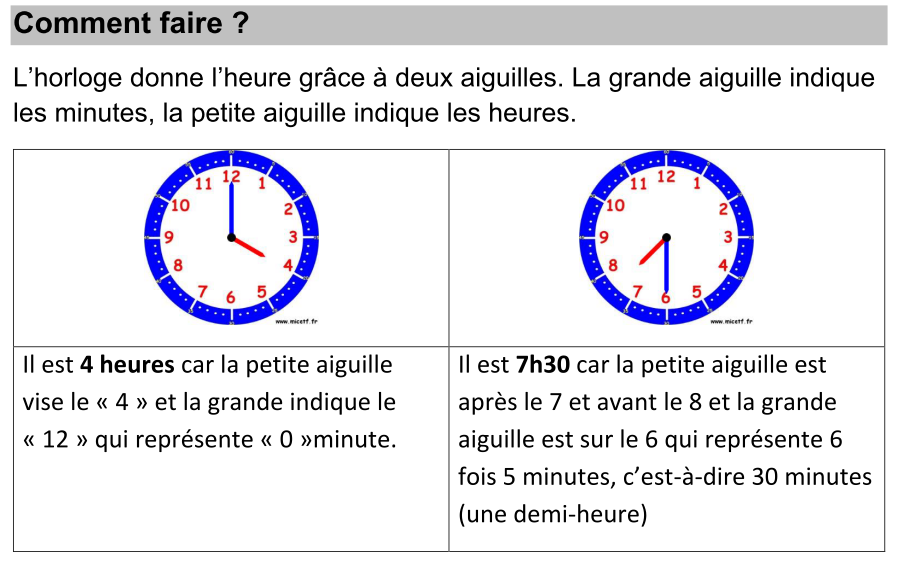 Comment faire ?
L’horloge donne l’heure grâce à deux aiguilles. La grande aiguille indique
les minutes, la petite aiguille indique les heures.
12
11 1
10 2
9 3
8 4
7 5
6
www.micetf.fr
12
11 1
10 2
9 3
8 4
7 5
6
www.micetf.fr
Il est 4 heures car la petite aiguille
vise le « 4 » et la grande indique le
« 12 » qui représente « 0 »minute.
Il est 7h30 car la petite aiguille est
après le 7 et avant le 8 et la grande
aiguille est sur le 6 qui représente 6
fois 5 minutes, c’est-à-dire 30 minutes
(une demi-heure)